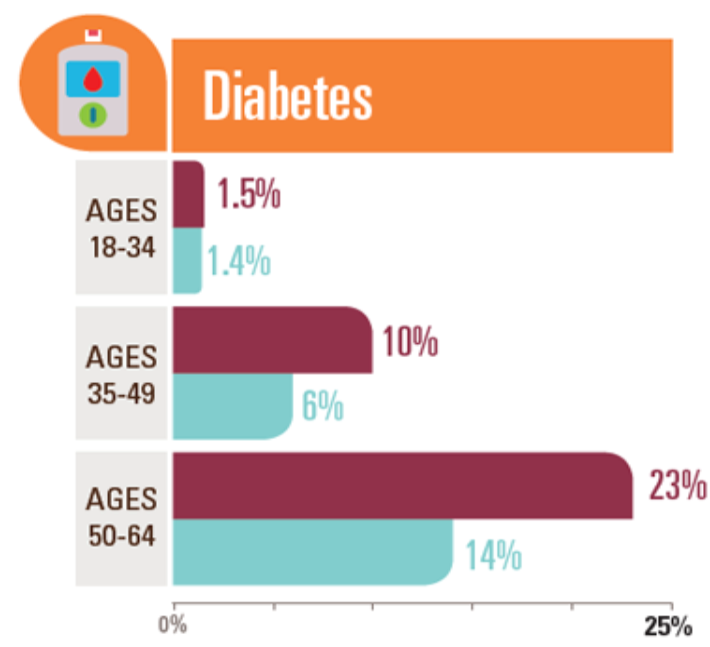 Diabetes
AGES
18-34
1.5%
1.4%
AGES
35-49
10%
6%
AGES
50-64
23%
14%
0%
25%